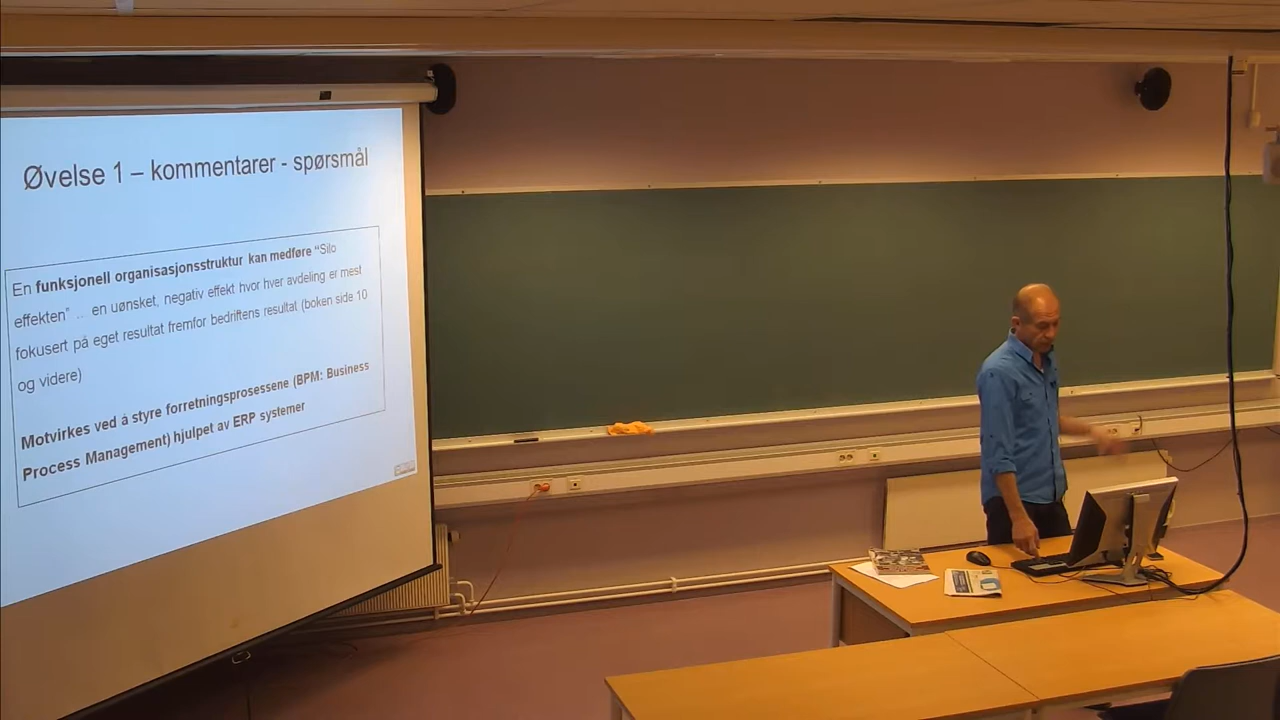 Øvelse 1 – kommentarer - spørsmål
En funksjonell organisasjonsstruktur kan medføre “Silo
effekten” .. en uønsket, negativ effekt hvor hver avdeling er mest
fokusert på eget resultat fremfor bedriftens resultat (boken side 10
og videre)
Motvirkes ved å styre forretningsprosessene (BPM: Business
Process Management) hjulpet av ERP systemer